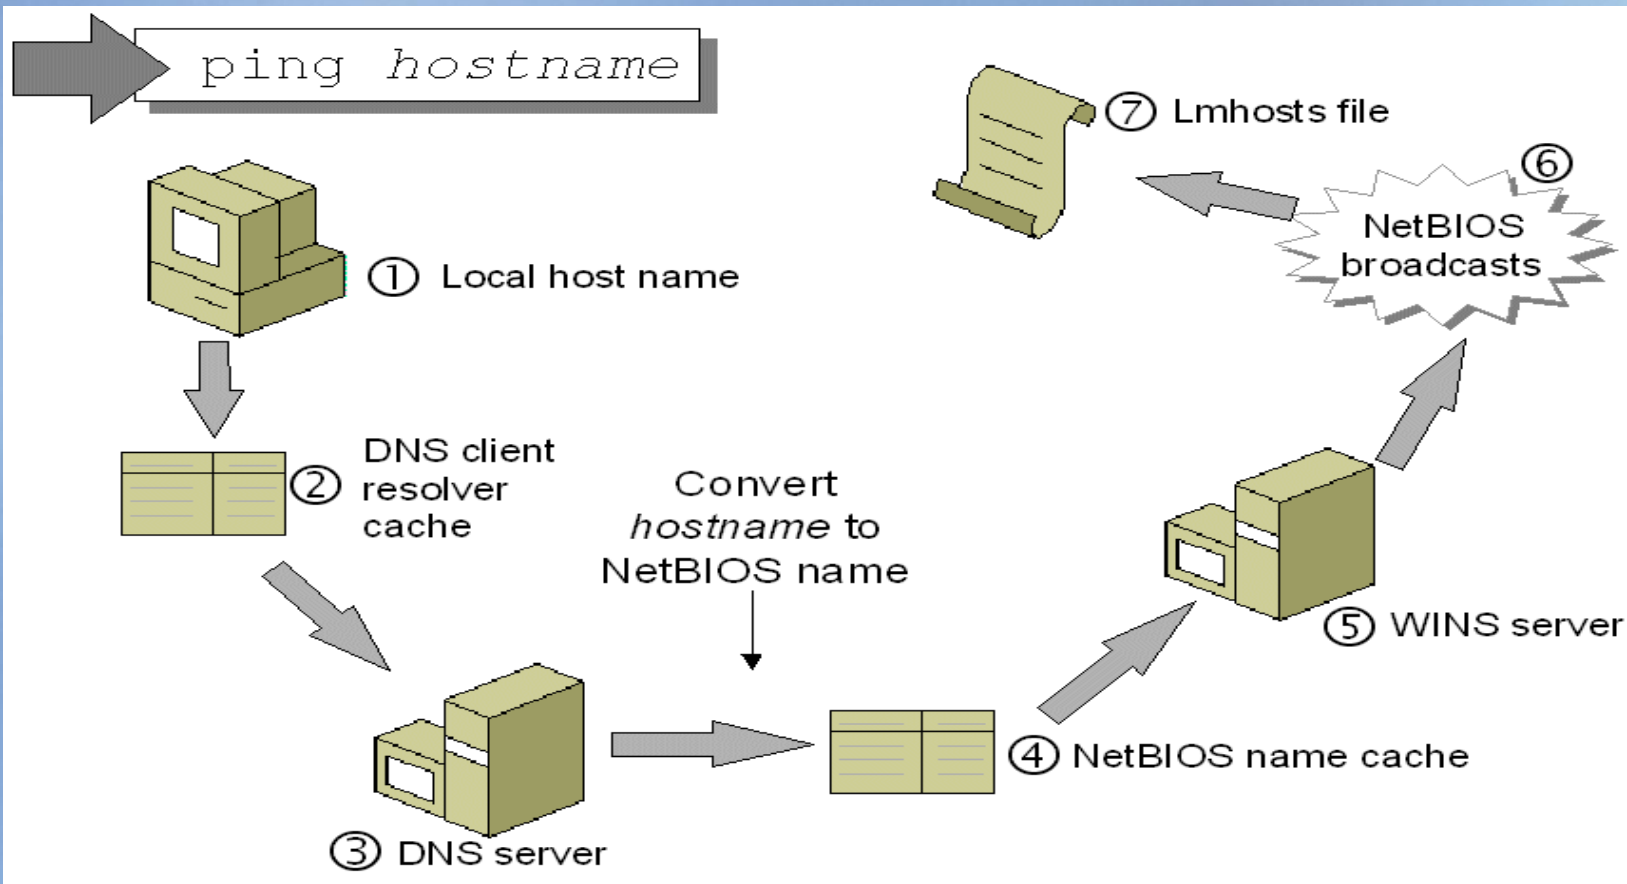 ping hostname
① Local host name
② DNS client
resolver
cache
③ DNS server
Convert
hostname to
NetBIOS name
④ NetBIOS name cache
⑤ WINS server
⑥
NetBIOS
broadcasts
⑦ Lmhosts file